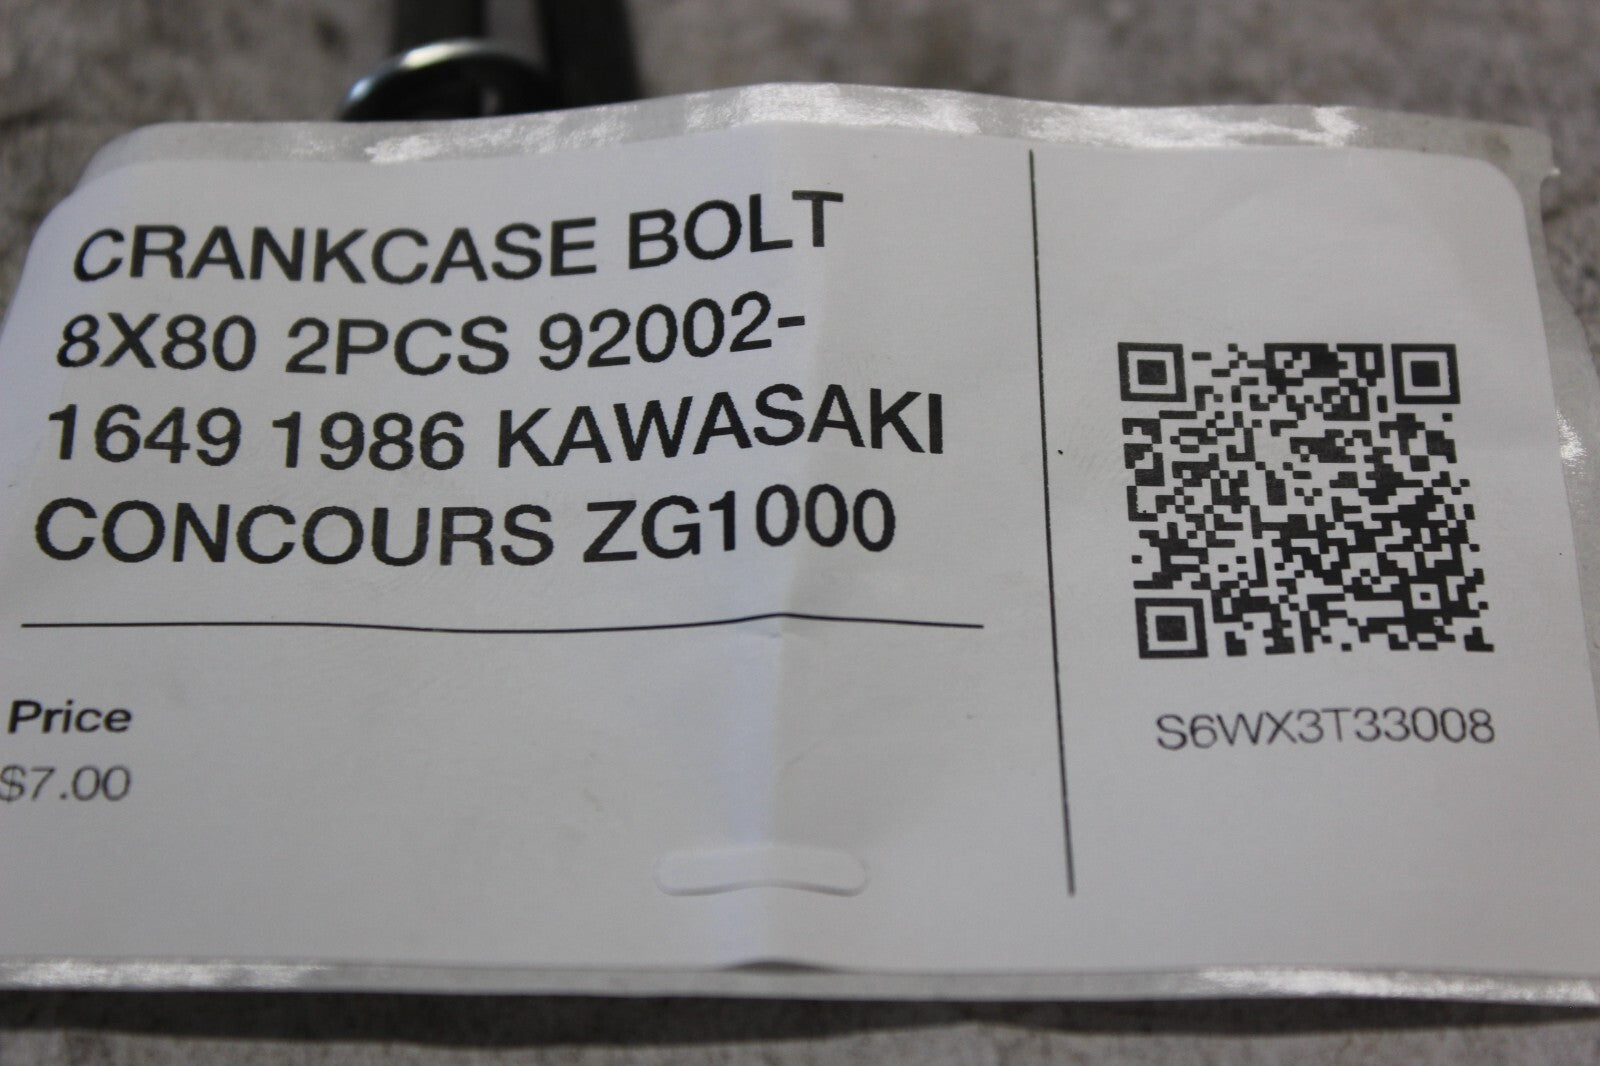 CRANKCASE BOLT
8X80 2PCS 92002-
1649 1986 KAWASAKI
CONCOURS ZG1000
Price
$7.00
S6WX3T33008